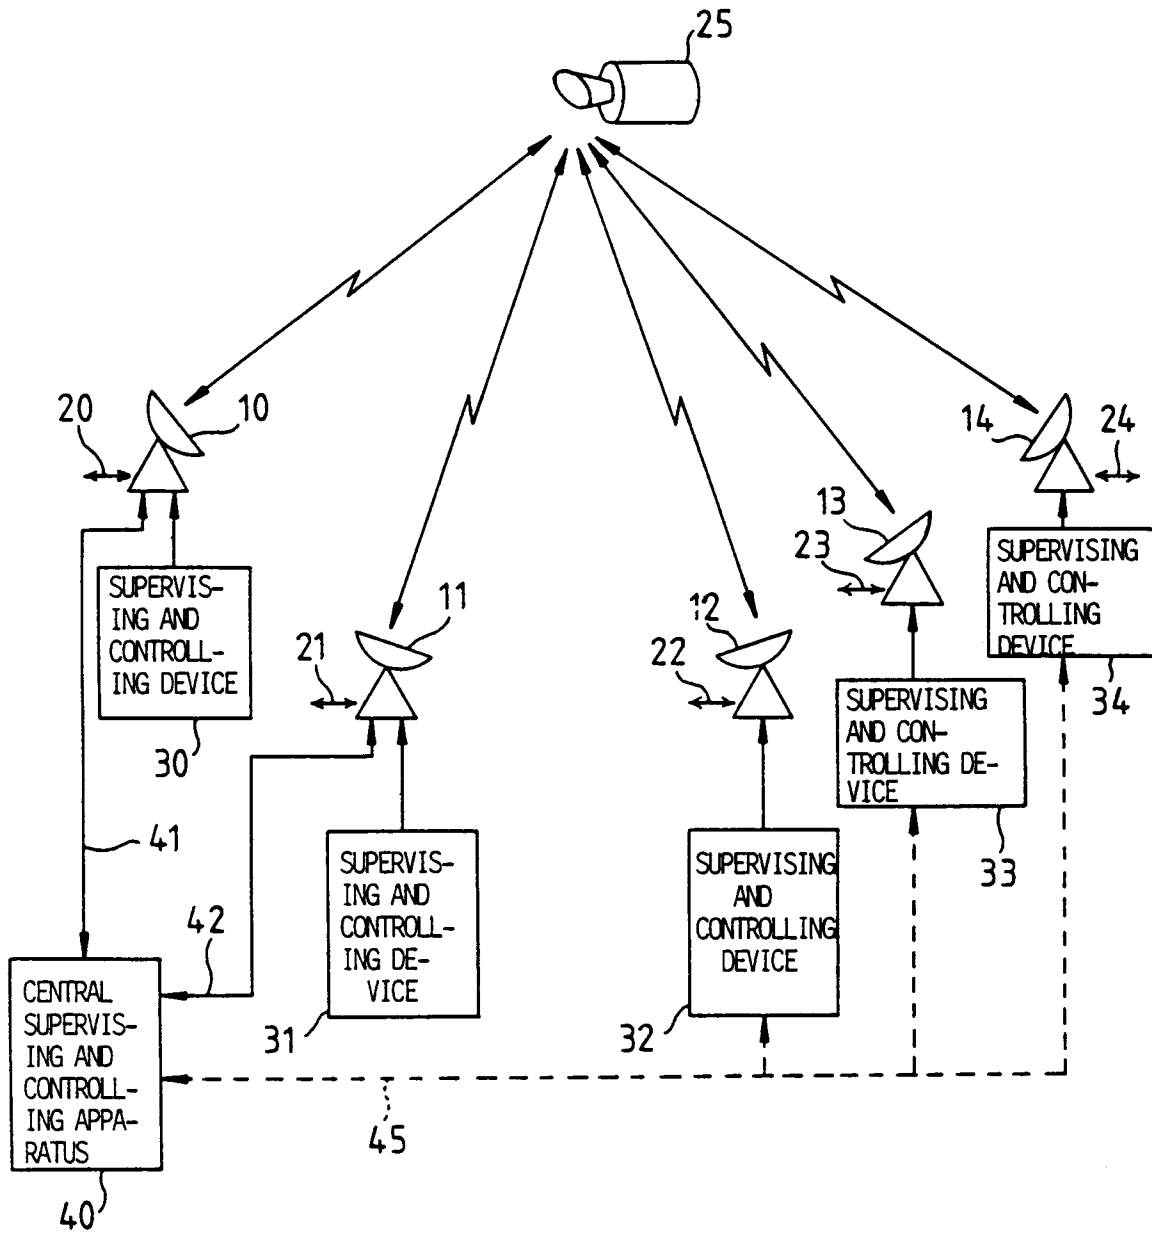 25
20
10
14
24
13
23
SUPERVISING
AND CON-
TROLLING
DEVICE
34
SUPERVIS-
ING AND
CONTROLL-
ING DEVICE
30
11
21
12
22
SUPERVISING
AND CON-
TROLLING DE-
VICE
33
41
42
SUPERVIS-
ING AND
CONTROLL-
ING DE-
VICE
31
SUPERVISING
AND
CONTROLLING
DEVICE
32
CENTRAL
SUPERVIS-
ING AND
CONTROLL-
ING APPA-
RATUS
40
45